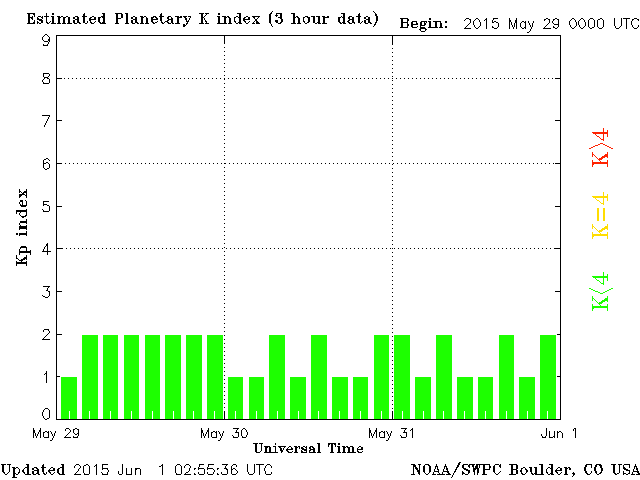 Estimated Planetary K index (3 hour data) Begin: 2015 May 29 0000 UTC
9
8
7
6
5
4
3
2
1
0
Kp index
K>4
K=4
K<4
May 29 May 30 May 31 Jun 1
Universal Time
Updated 2015 Jun 1 02:55:36 UTC NOAA/SWPC Boulder, CO USA